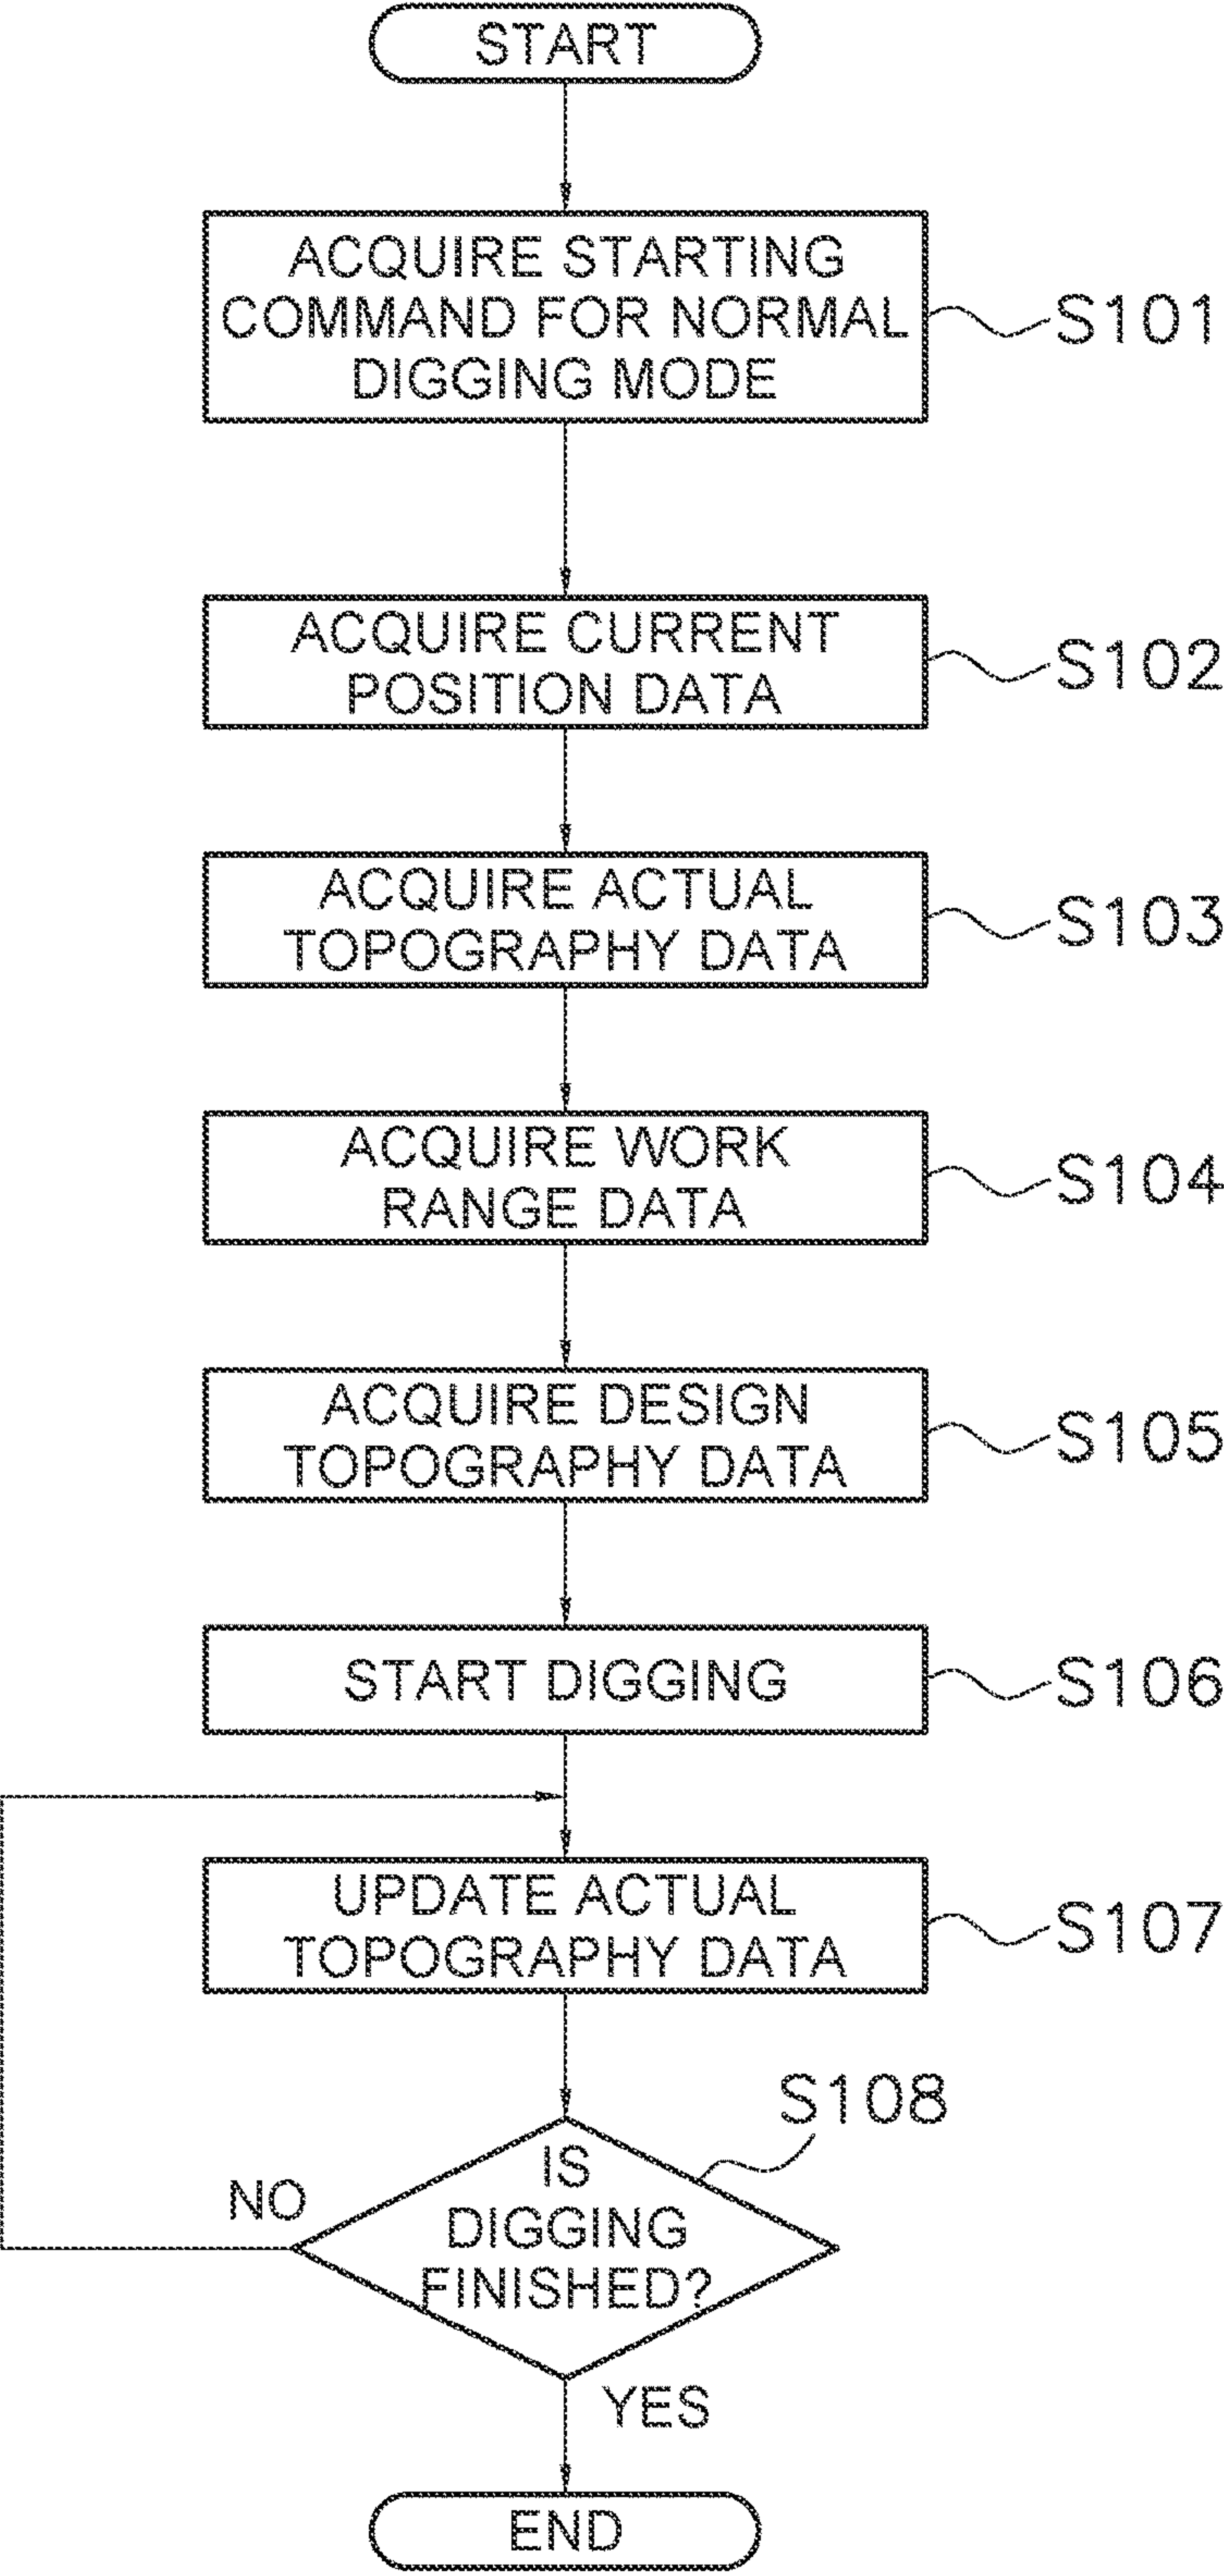 START
ACQUIRE STARTING
COMMAND FOR NORMAL
DIGGING MODE
S101
ACQUIRE CURRENT
POSITION DATA
S102
ACQUIRE ACTUAL
TOPOGRAPHY DATA
S103
ACQUIRE WORK
RANGE DATA
S104
ACQUIRE DESIGN
TOPOGRAPHY DATA
S105
START DIGGING
S106
UPDATE ACTUAL
TOPOGRAPHY DATA
S107
S108
IS
DIGGING
FINISHED?
NO
YES
END